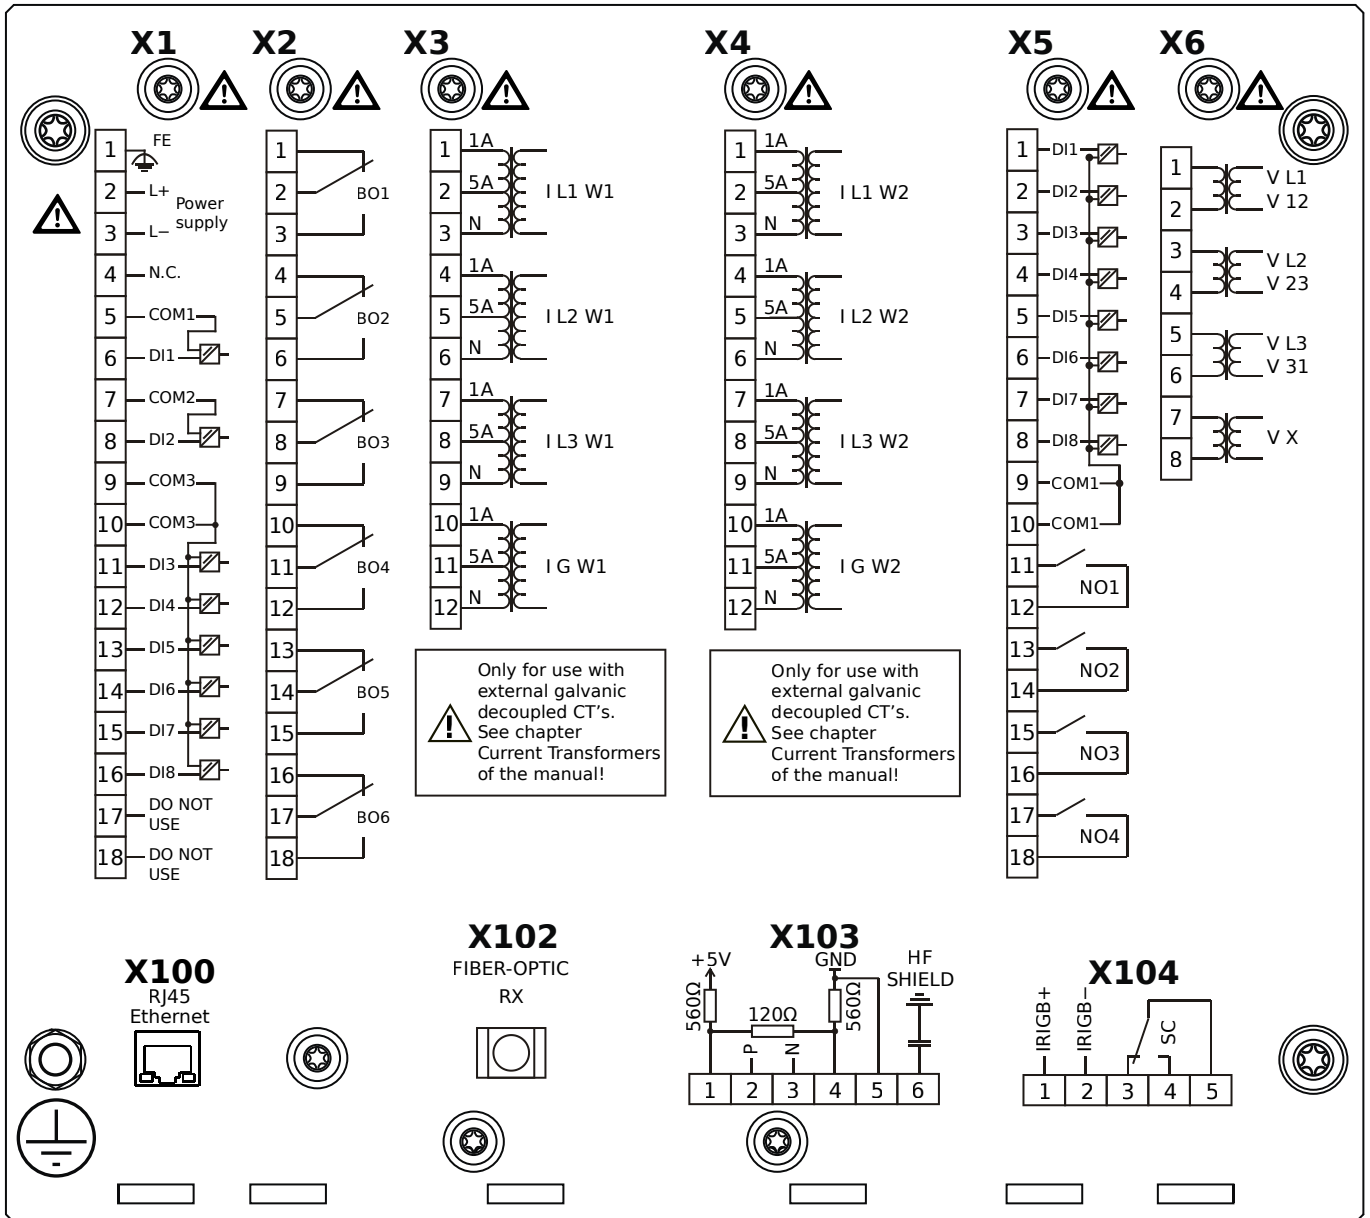 X1
1 FE
2 L+
Power
supply
3 L−
4 N.C.
5 COM1
6 DI1
7 COM2
8 DI2
9 COM3
10 COM3
11 DI3
12 DI4
13 DI5
14 DI6
15 DI7
16 DI8
17 DO NOT
USE
18 DO NOT
USE
X2
1
2 BO1
3
4
5 BO2
6
7
8 BO3
9
10
11 BO4
12
13
14 BO5
15
16
17 BO6
18
X3
1 1A
2 5A I L1 W1
3 N
4 1A
5 5A I L2 W1
6 N
7 1A
8 5A I L3 W1
9 N
10 1A
11 5A I G W1
12 N
Only for use with
external galvanic
decoupled CT's.
See chapter
Current Transformers
of the manual!
X4
1 1A
2 5A I L1 W2
3 N
4 1A
5 5A I L2 W2
6 N
7 1A
8 5A I L3 W2
9 N
10 1A
11 5A I G W2
12 N
Only for use with
external galvanic
decoupled CT's.
See chapter
Current Transformers
of the manual!
X5
1 DI1
2 DI2
3 DI3
4 DI4
5 DI5
6 DI6
7 DI7
8 DI8
9 COM1
10 COM1
11
NO1
12
13
NO2
14
15
NO3
16
17
NO4
18
X6
1 V L1
2 V 12
3 V L2
4 V 23
5 V L3
6 V 31
7 V X
8
X100
RJ45
Ethernet
X102
FIBER-OPTIC
RX
X103
+5V GND HF
SHIELD
560Ω 120Ω 560Ω
P N
1 2 3 4 5 6
X104
IRIGB+ IRIGB− SC
1 2 3 4 5